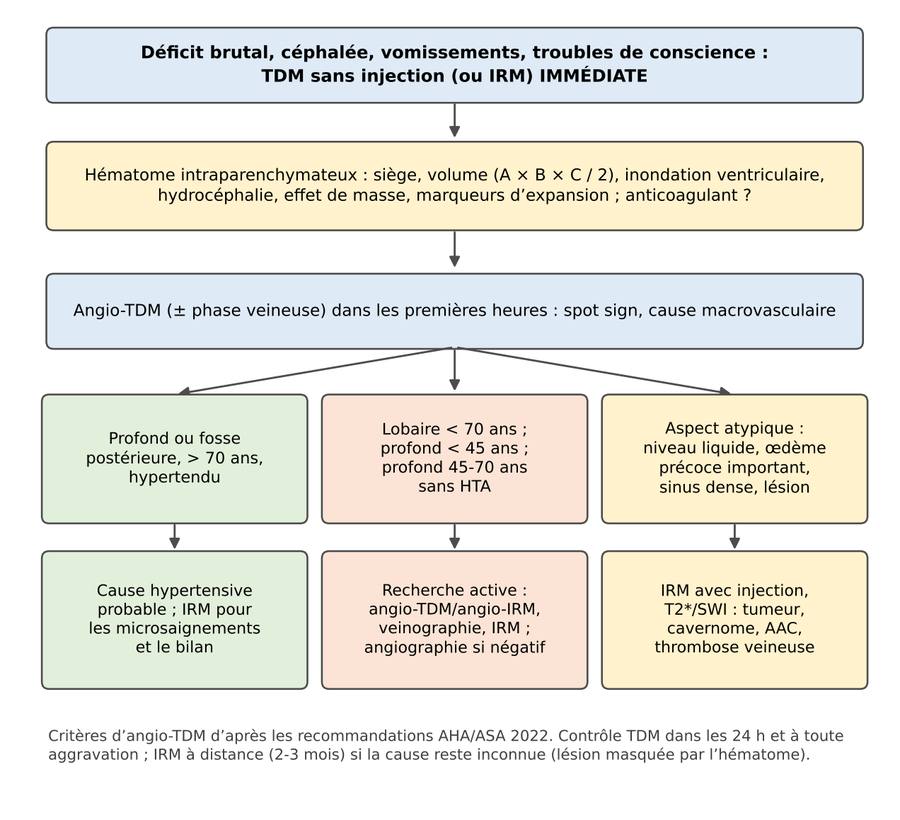 Déficit brutal, céphalée, vomissements, troubles de conscience :
TDM sans injection (ou IRM) IMMÉDIATE
Hématome intraparenchymateux : siège, volume (A × B × C / 2), inondation ventriculaire,
hydrocéphalie, effet de masse, marqueurs d’expansion ; anticoagulant ?
Angio-TDM (± phase veineuse) dans les premières heures : spot sign, cause macrovasculaire
Profond ou fosse
postérieure, > 70 ans,
hypertendu
Lobaire < 70 ans ;
profond < 45 ans ;
profond 45-70 ans
sans HTA
Aspect atypique :
niveau liquide, œdème
précoce important,
sinus dense, lésion
Cause hypertensive
probable ; IRM pour
les microsaignements
et le bilan
Recherche active :
angio-TDM/angio-IRM,
veinographie, IRM ;
angiographie si négatif
IRM avec injection,
T2*/SWI : tumeur,
cavernome, AAC,
thrombose veineuse
Critères d’angio-TDM d’après les recommandations AHA/ASA 2022. Contrôle TDM dans les 24 h et à toute
aggravation ; IRM à distance (2-3 mois) si la cause reste inconnue (lésion masquée par l’hématome).